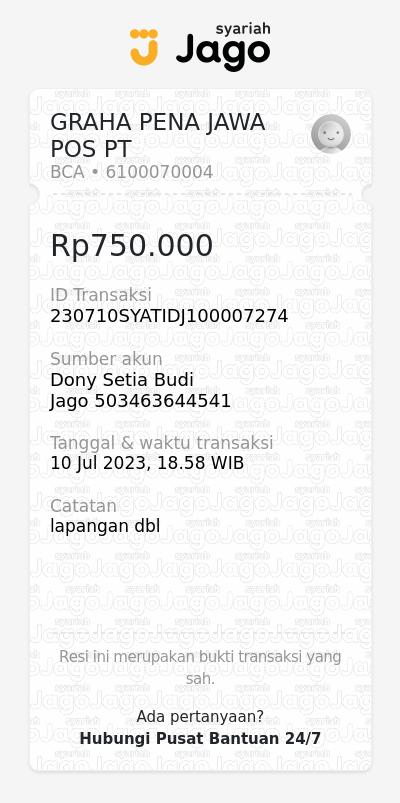 syariah
Jago
GRAHA PENA JAWA
POS PT
BCA • 6100070004
Rp750.000
ID Transaksi
230710SYATIDJ100007274
Sumber akun
Dony Setia Budi
Jago 503463644541
Tanggal & waktu transaksi
10 Jul 2023, 18.58 WIB
Catatan
lapangan dbl
Resi ini merupakan bukti transaksi yang
sah.
Ada pertanyaan?
Hubungi Pusat Bantuan 24/7